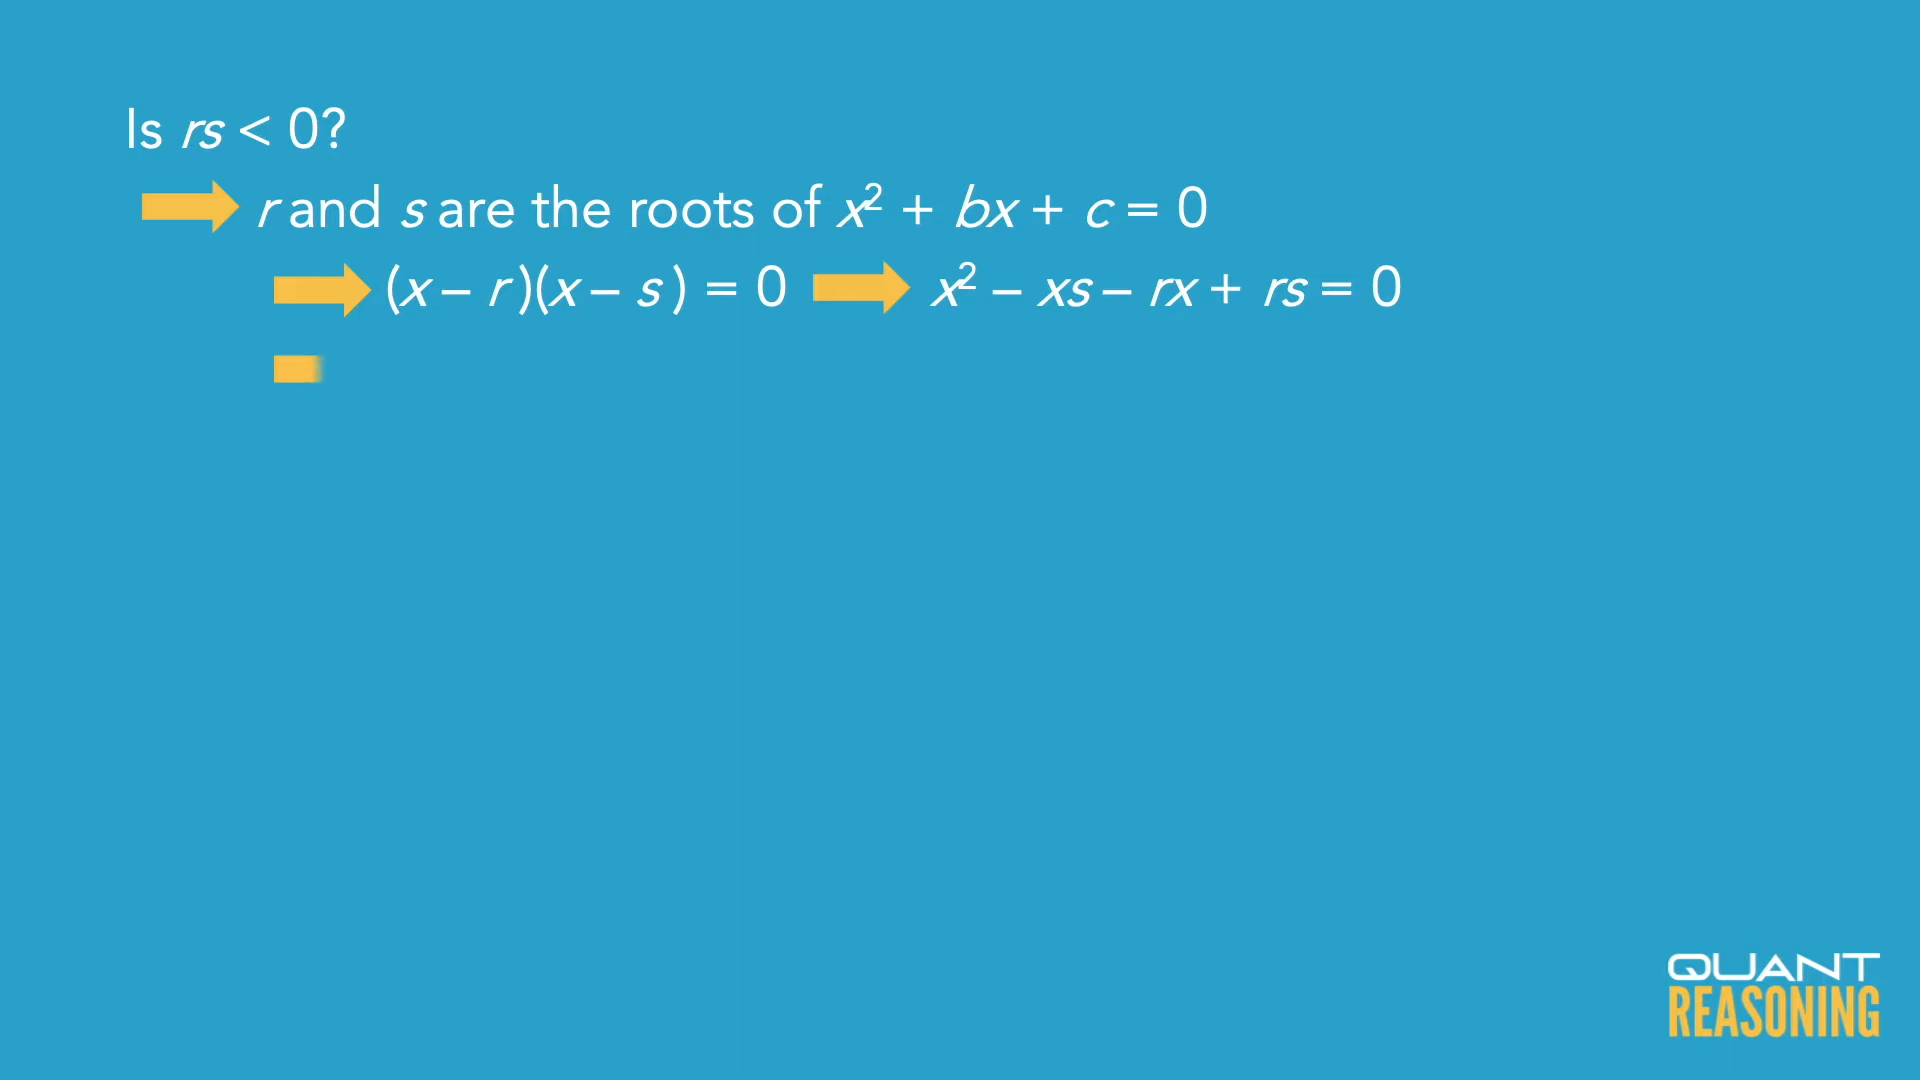 Is rs < 0?
r and s are the roots of x² + bx + c = 0
(x – r)(x – s) = 0 x² – xs – rx + rs = 0
QUANT
REASONING